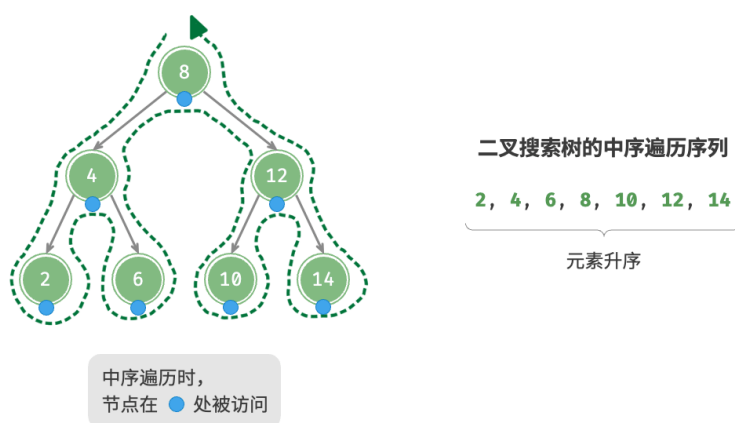 8
4
12
2
6
10
14
二叉搜索树的中序遍历序列
2, 4, 6, 8, 10, 12, 14
元素升序
中序遍历时，
节点在 处被访问